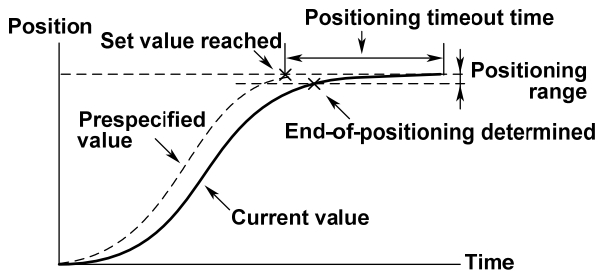 Positioning timeout time
Position
Set value reached
Positioning
range
Prespecified
value
End-of-positioning determined
Current value
Time